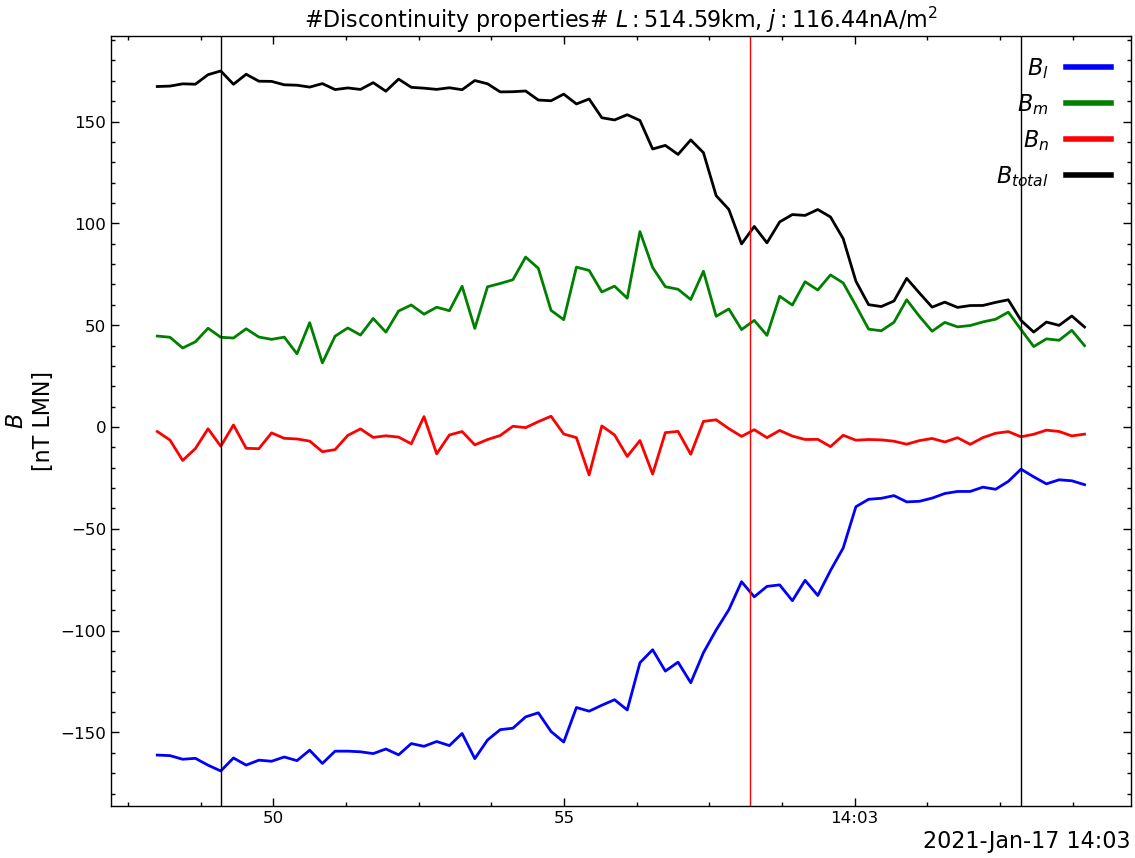 #Discontinuity properties# L : 514.59km, j : 116.44nA/m²
B_l
B_m
B_n
B_total
150
100
50
0
−50
−100
−150
B
[nT LMN]
50
55
14:03
2021-Jan-17 14:03